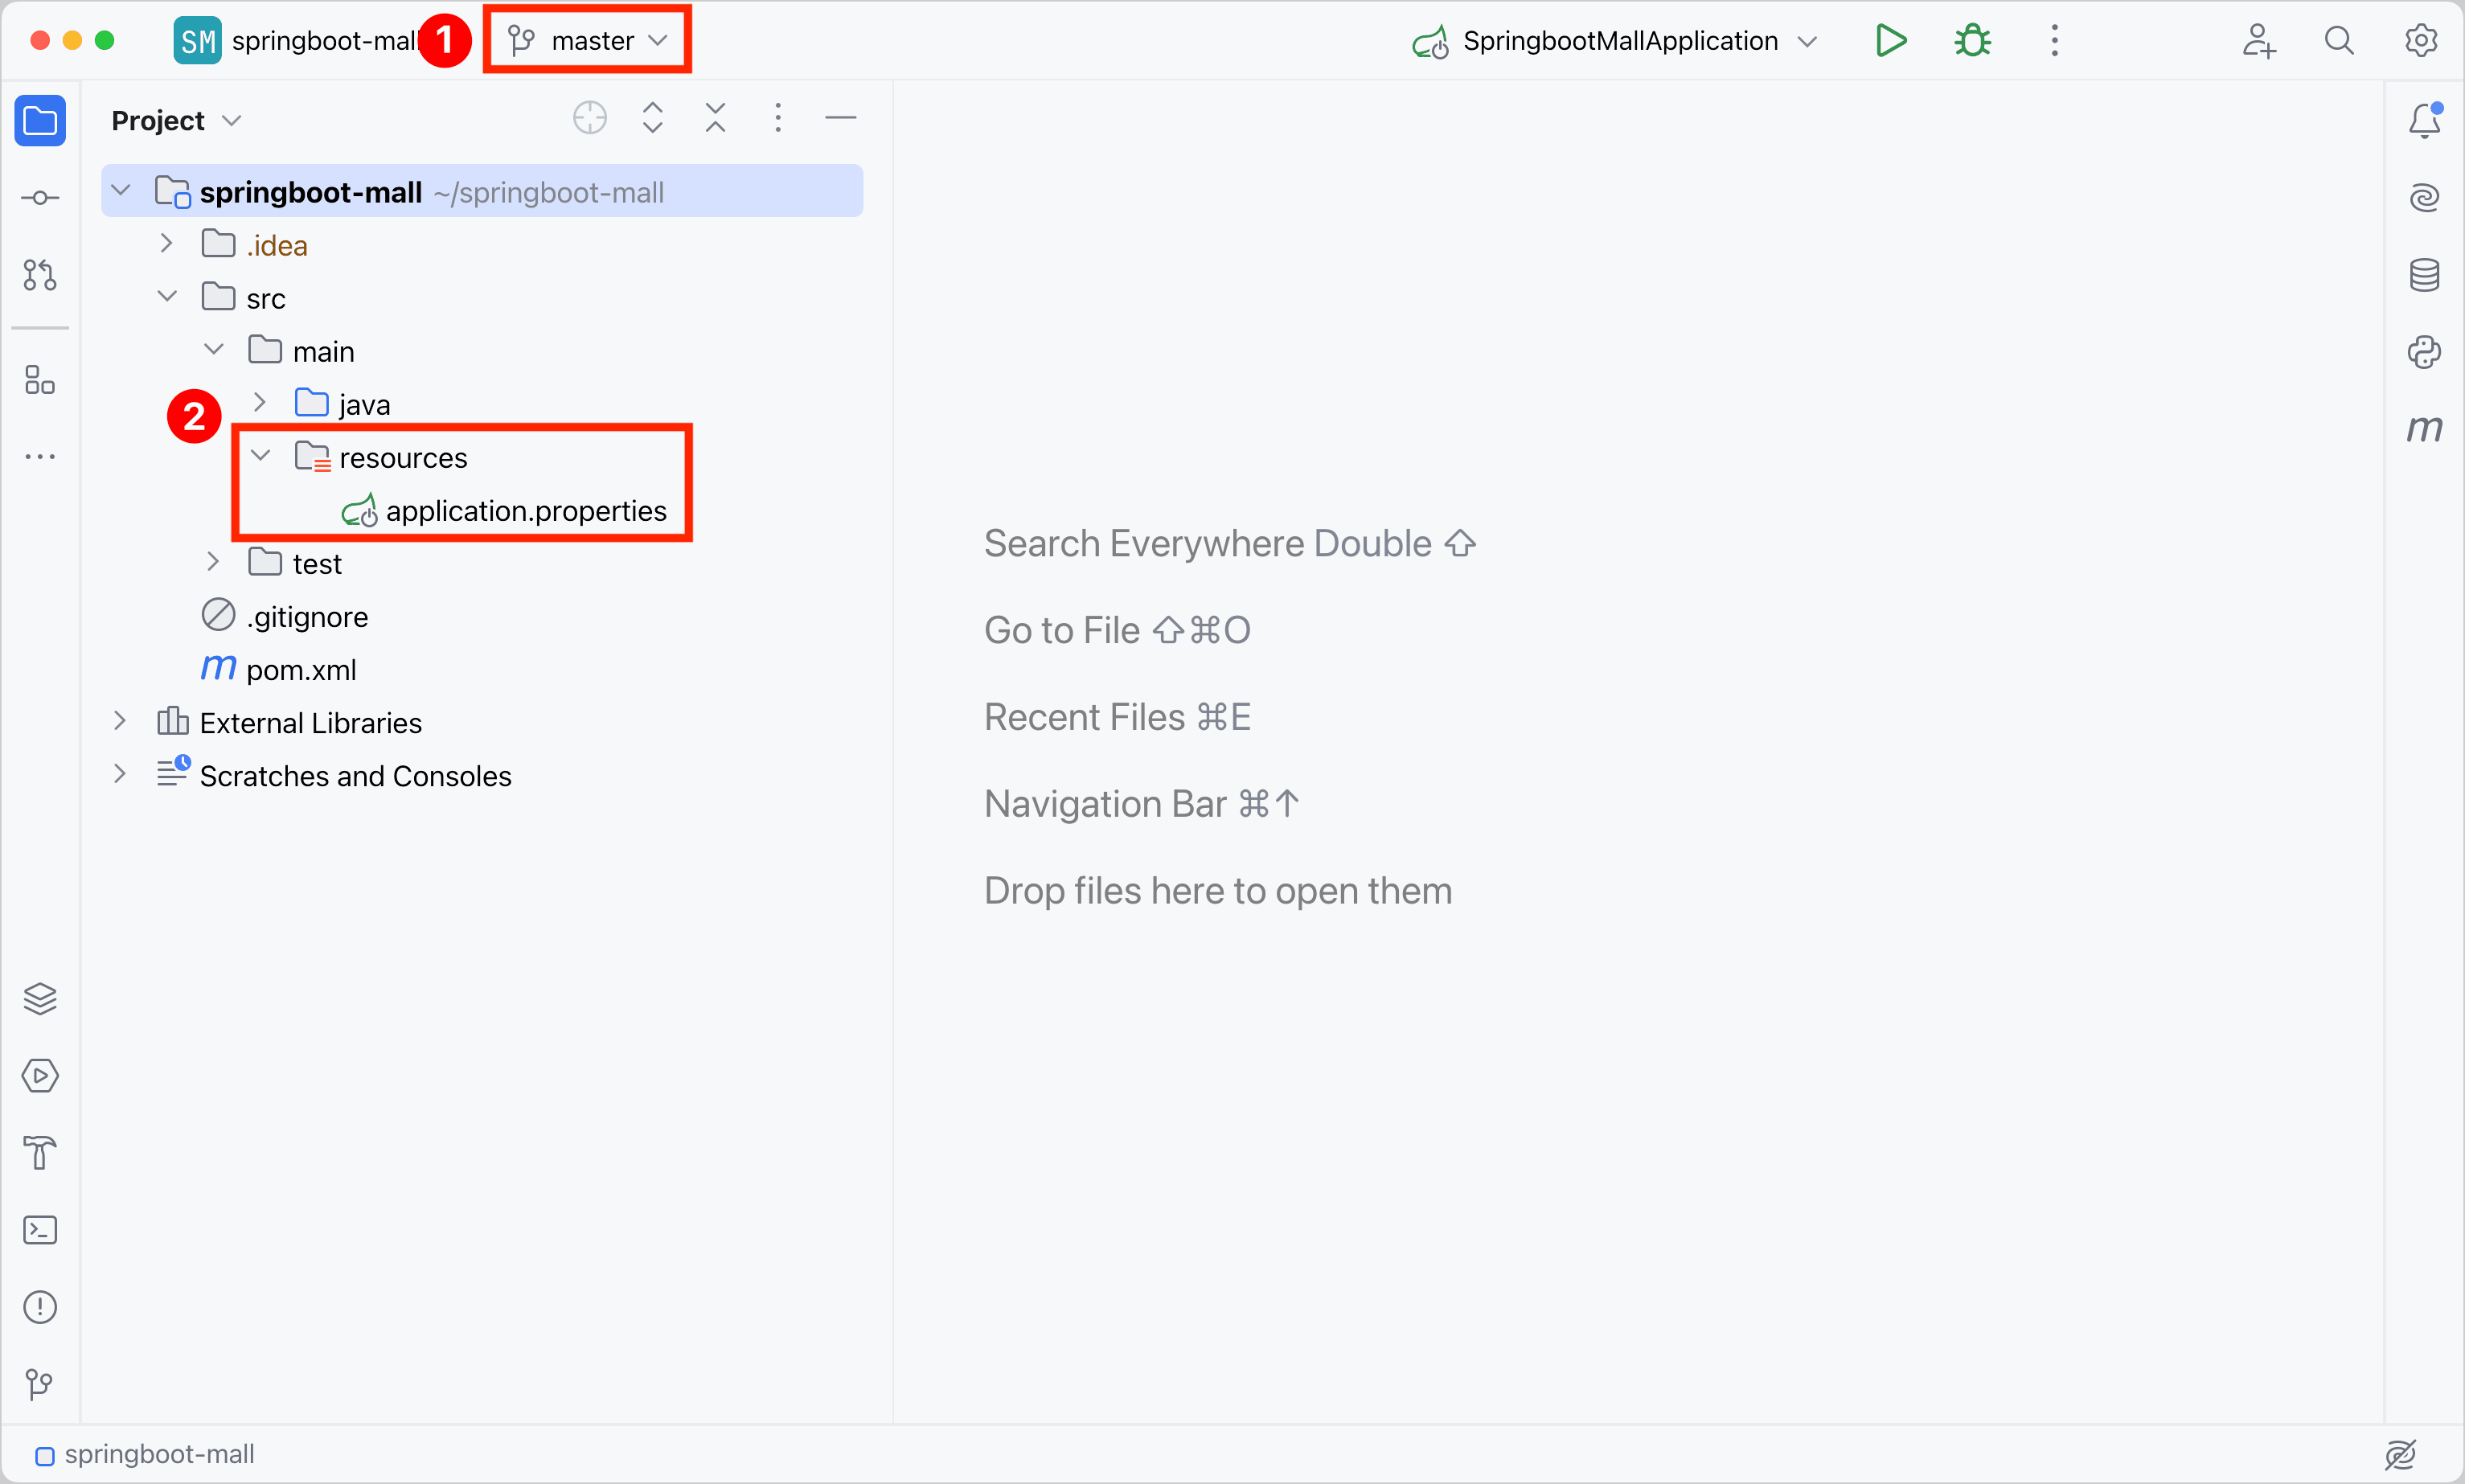 SM springboot-mall 1 master SpringbootMallApplication
Project
springboot-mall ~/springboot-mall
.idea
src
main
java
2
resources
application.properties
test
.gitignore
m pom.xml
External Libraries
Scratches and Consoles
Search Everywhere Double ⇧
Go to File ⇧⌘O
Recent Files ⌘E
Navigation Bar ⌘↑
Drop files here to open them
m
springboot-mall